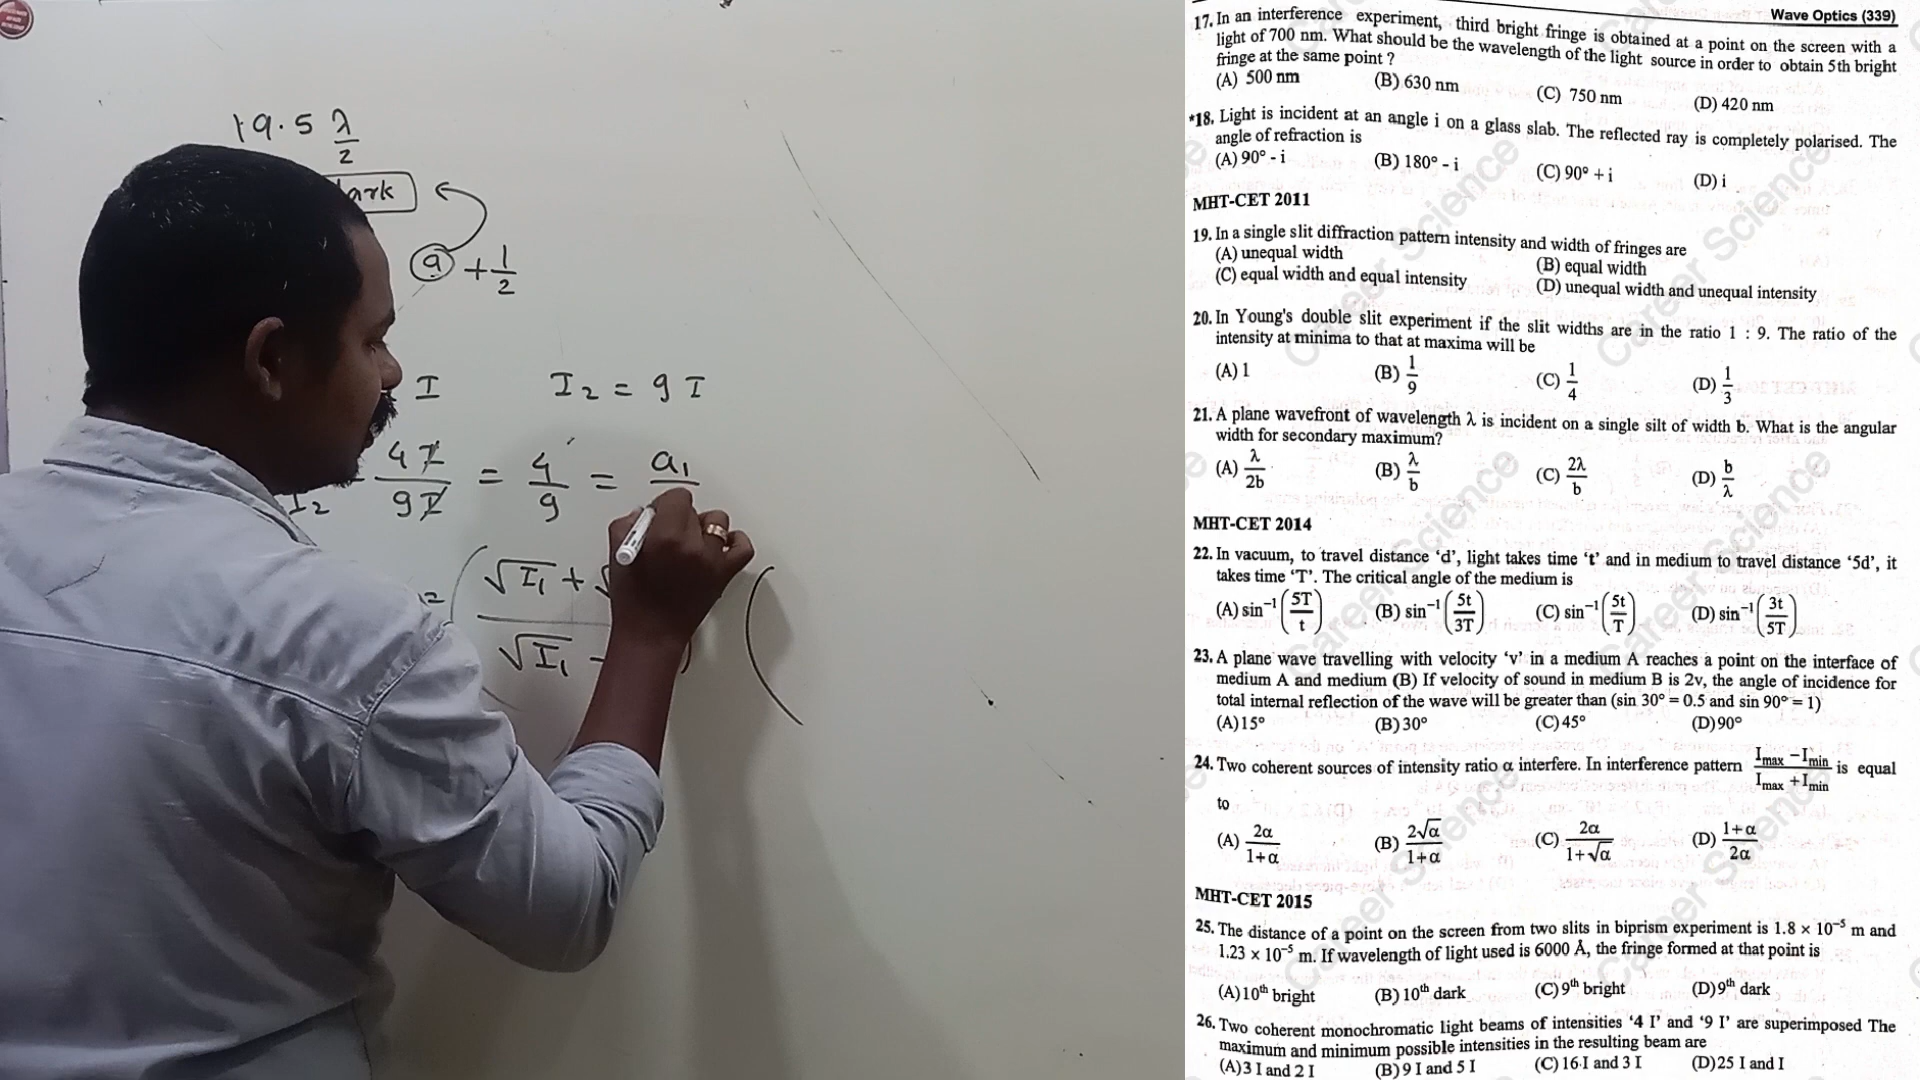 19.5 λ/2
ark
a + 1/2
I I₂ = 9 I
I₂ 4I/9I = 4/9 = a₁
√I₁ +
√I₁ -
Wave Optics (339)
17. In an interference experiment, third bright fringe is obtained at a point on the screen with a
light of 700 nm. What should be the wavelength of the light source in order to obtain 5th bright
fringe at the same point ?
(A) 500 nm (B) 630 nm (C) 750 nm (D) 420 nm
*18. Light is incident at an angle i on a glass slab. The reflected ray is completely polarised. The
angle of refraction is
(A) 90° - i (B) 180° - i (C) 90° + i (D) i
MHT-CET 2011
19. In a single slit diffraction pattern intensity and width of fringes are
(A) unequal width (B) equal width
(C) equal width and equal intensity (D) unequal width and unequal intensity
20. In Young's double slit experiment if the slit widths are in the ratio 1 : 9. The ratio of the
intensity at minima to that at maxima will be
(A) 1 (B) 1/9 (C) 1/4 (D) 1/3
21. A plane wavefront of wavelength λ is incident on a single silt of width b. What is the angular
width for secondary maximum?
(A) λ/2b (B) λ/b (C) 2λ/b (D) b/λ
MHT-CET 2014
22. In vacuum, to travel distance ‘d’, light takes time ‘t’ and in medium to travel distance ‘5d’, it
takes time ‘T’. The critical angle of the medium is
(A) sin⁻¹(5T/t) (B) sin⁻¹(5t/3T) (C) sin⁻¹(5t/T) (D) sin⁻¹(3t/5T)
23. A plane wave travelling with velocity ‘v’ in a medium A reaches a point on the interface of
medium A and medium (B) If velocity of sound in medium B is 2v, the angle of incidence for
total internal reflection of the wave will be greater than (sin 30° = 0.5 and sin 90° = 1)
(A) 15° (B) 30° (C) 45° (D) 90°
24. Two coherent sources of intensity ratio α interfere. In interference pattern (Imax − Imin)/(Imax + Imin) is equal
to
(A) 2α/(1+α) (B) 2√α/(1+α) (C) 2α/(1+√α) (D) (1+α)/2α
MHT-CET 2015
25. The distance of a point on the screen from two slits in biprism experiment is 1.8 × 10⁻⁵ m and
1.23 × 10⁻⁵ m. If wavelength of light used is 6000 Å, the fringe formed at that point is
(A) 10th bright (B) 10th dark (C) 9th bright (D) 9th dark
26. Two coherent monochromatic light beams of intensities ‘4 I’ and ‘9 I’ are superimposed The
maximum and minimum possible intensities in the resulting beam are
(A) 3 I and 2 I (B) 9 I and 5 I (C) 16 I and 3 I (D) 25 I and I
Career Science